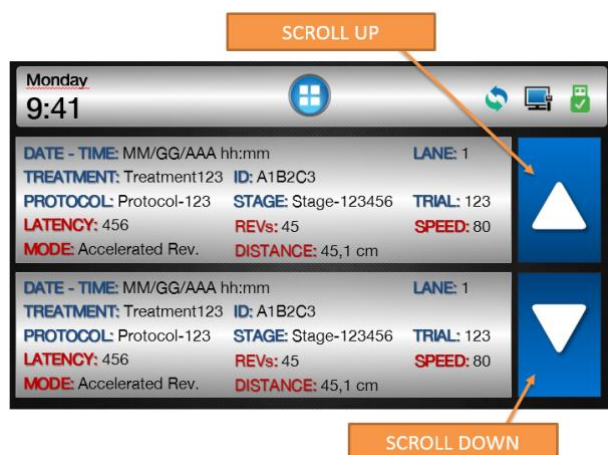 SCROLL UP
Monday
9:41
DATE - TIME: MM/GG/AAA hh:mm LANE: 1
TREATMENT: Treatment123 ID: A1B2C3
PROTOCOL: Protocol-123 STAGE: Stage-123456 TRIAL: 123
LATENCY: 456 REVs: 45 SPEED: 80
MODE: Accelerated Rev. DISTANCE: 45,1 cm
DATE - TIME: MM/GG/AAA hh:mm LANE: 1
TREATMENT: Treatment123 ID: A1B2C3
PROTOCOL: Protocol-123 STAGE: Stage-123456 TRIAL: 123
LATENCY: 456 REVs: 45 SPEED: 80
MODE: Accelerated Rev. DISTANCE: 45,1 cm
SCROLL DOWN